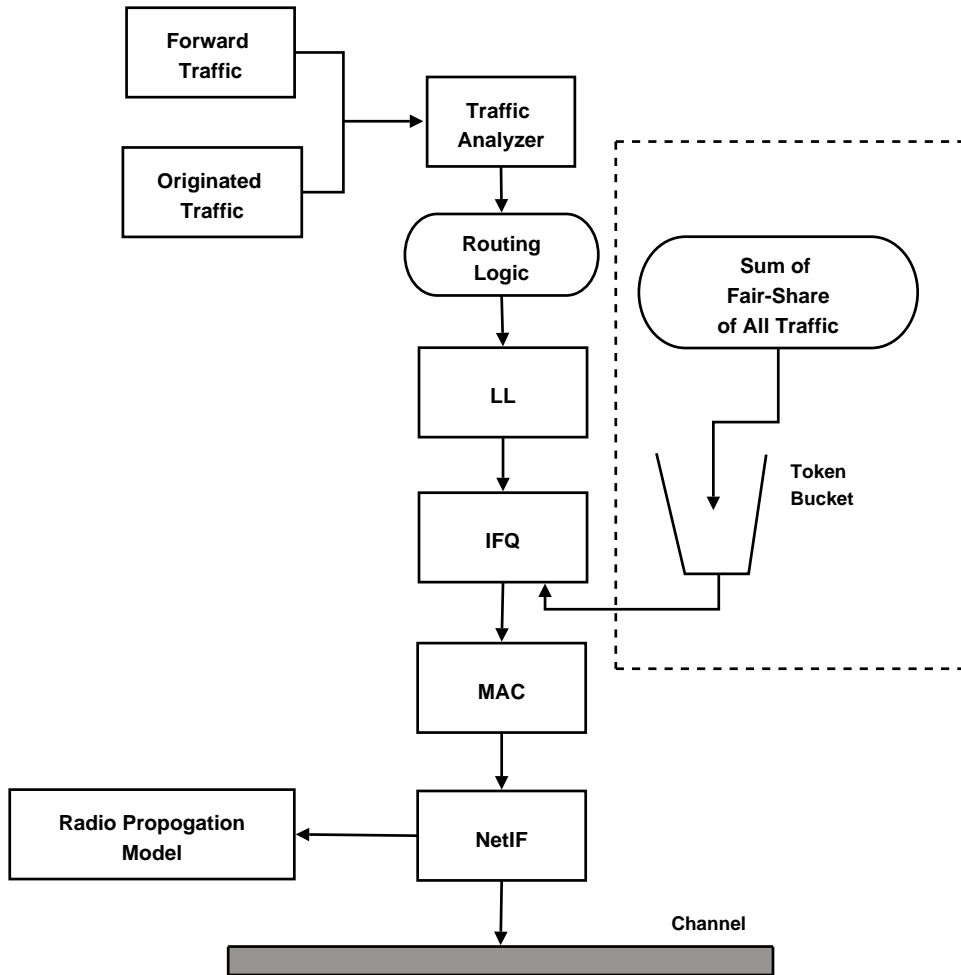 Forward
Traffic
Traffic
Analyzer
Originated
Traffic
Routing
Logic
Sum of
Fair-Share
of All Traffic
LL
Token
Bucket
IFQ
MAC
Radio Propogation
Model
NetIF
Channel